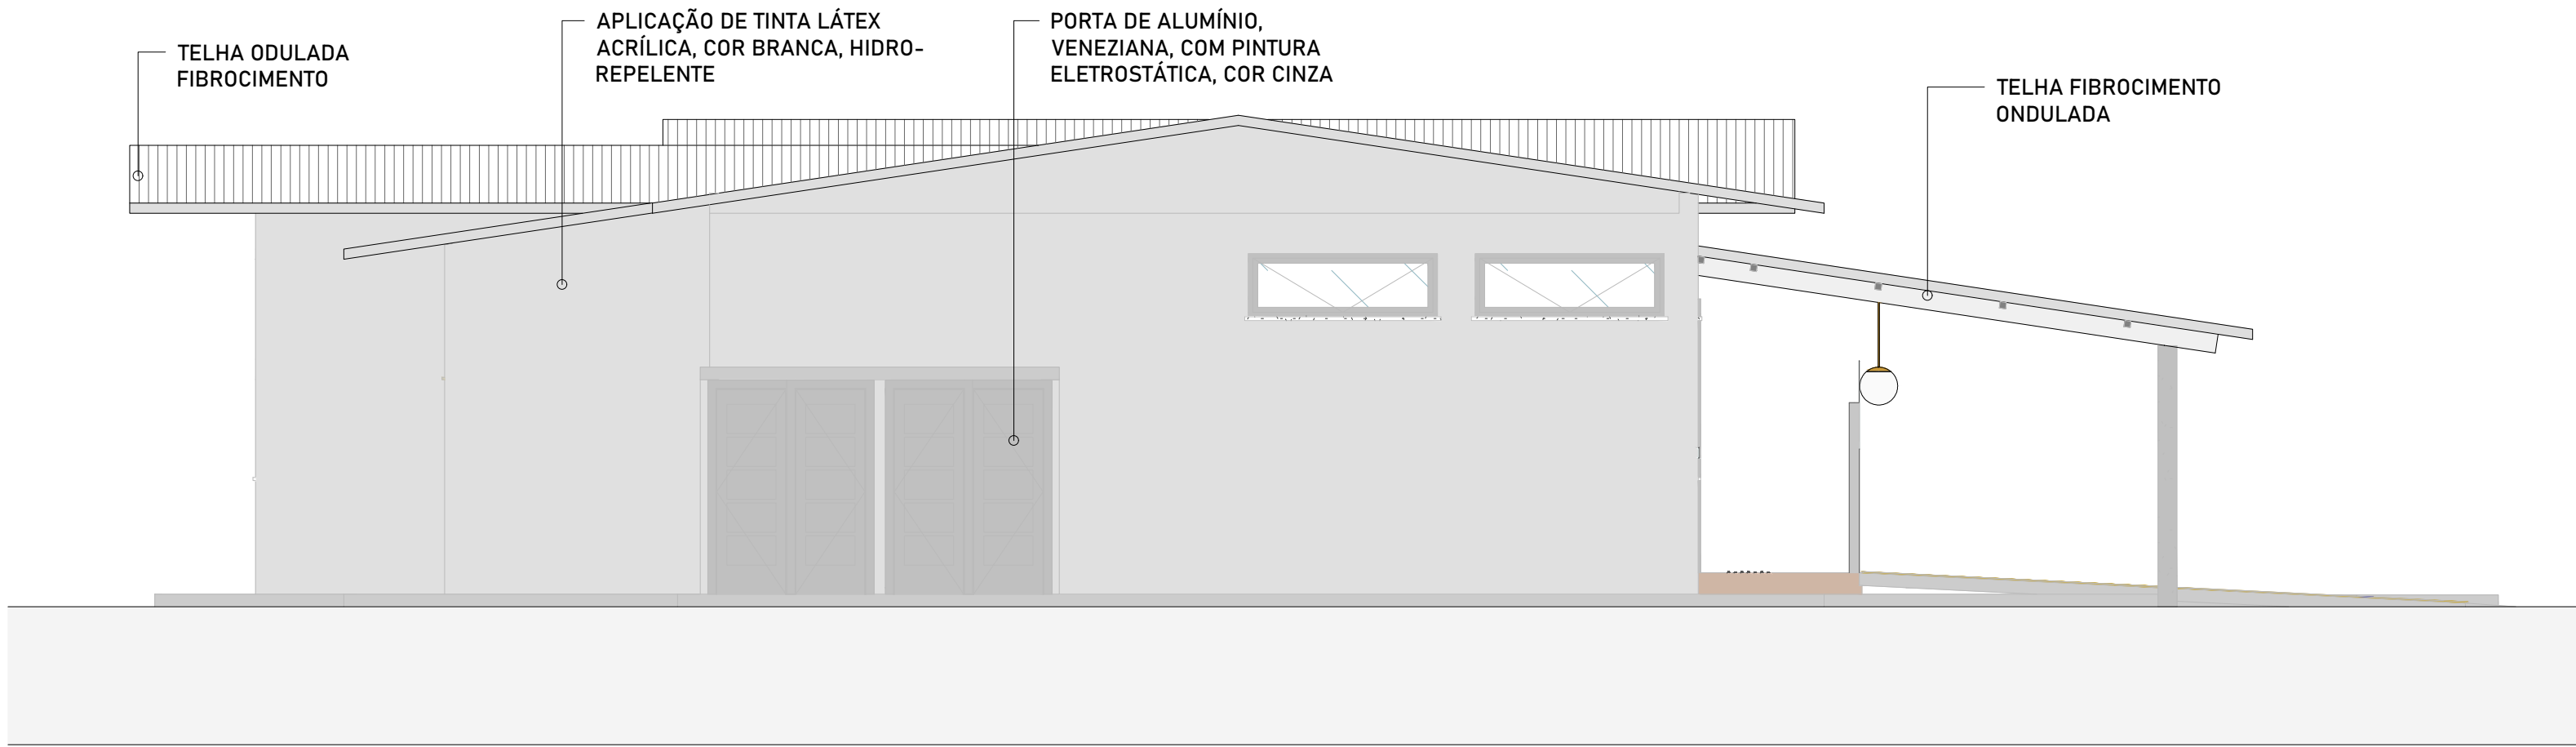 TELHA ODULADA
FIBROCIMENTO
APLICAÇÃO DE TINTA LÁTEX
ACRÍLICA, COR BRANCA, HIDRO-
REPELENTE
PORTA DE ALUMÍNIO,
VENEZIANA, COM PINTURA
ELETROSTÁTICA, COR CINZA
TELHA FIBROCIMENTO
ONDULADA